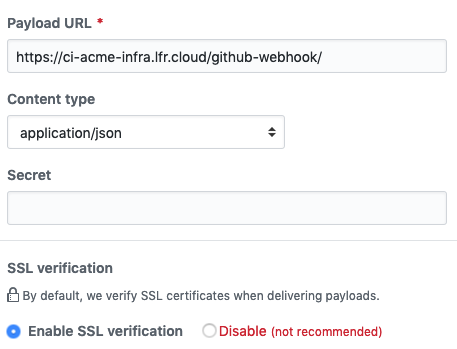 Payload URL *
https://ci-acme-infra.lfr.cloud/github-webhook/
Content type
application/json
Secret
SSL verification
By default, we verify SSL certificates when delivering payloads.
Enable SSL verification Disable (not recommended)